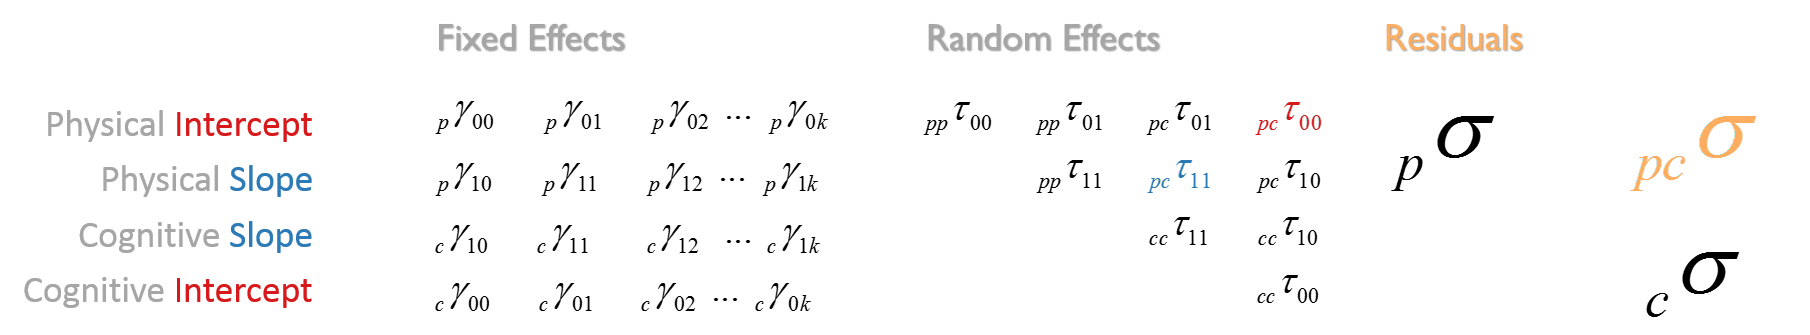 Fixed Effects Random Effects Residuals
Physical Intercept pγ00 pγ01 pγ02 ... pγ0k ppτ00 ppτ01 pcτ01 pcτ00 pσ pcσ
Physical Slope pγ10 pγ11 pγ12 ... pγ1k ppτ11 pcτ11 pcτ10
Cognitive Slope cγ10 cγ11 cγ12 ... cγ1k ccτ11 ccτ10
Cognitive Intercept cγ00 cγ01 cγ02 ... cγ0k ccτ00 cσ